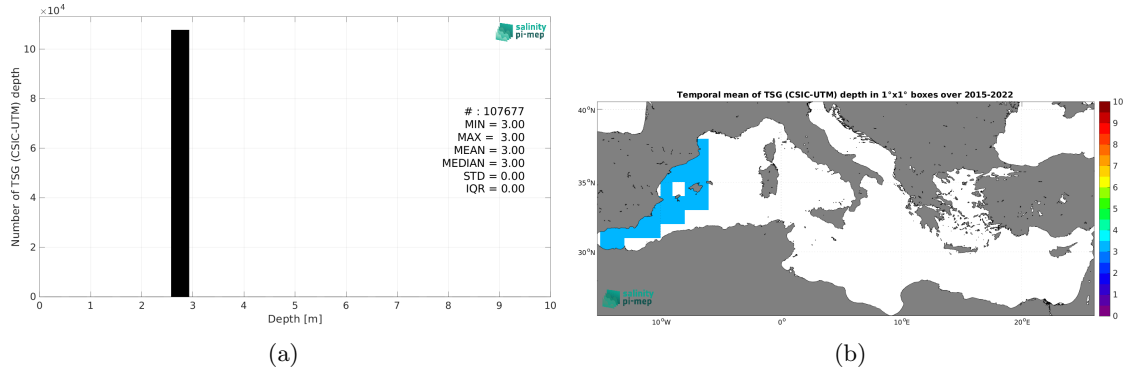 ×10⁴
10
8
6
4
2
0
Number of TSG (CSIC-UTM) depth
salinity
pi-mep
# : 107677
MIN = 3.00
MAX = 3.00
MEAN = 3.00
MEDIAN = 3.00
STD = 0.00
IQR = 0.00
0 1 2 3 4 5 6 7 8 9 10
Depth [m]
(a)
Temporal mean of TSG (CSIC-UTM) depth in 1°x1° boxes over 2015-2022
40°N
35°N
30°N
10°W 0° 10°E 20°E
salinity
pi-mep
10
9
8
7
6
5
4
3
2
1
0
(b)